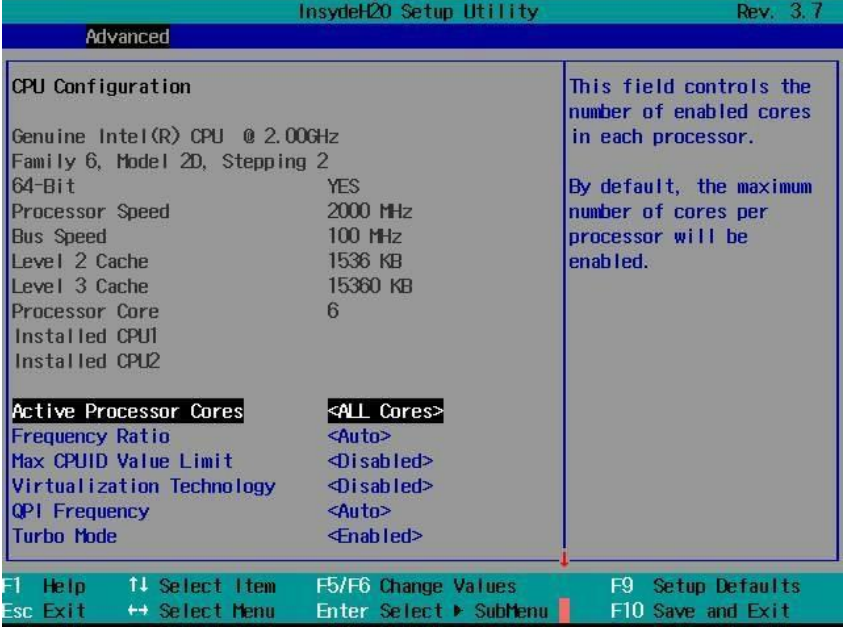 InsydeH2O Setup Utility Rev. 3.7
Advanced
CPU Configuration
Genuine Intel(R) CPU @ 2.00GHz
Family 6, Model 2D, Stepping 2
64-Bit YES
Processor Speed 2000 MHz
Bus Speed 100 MHz
Level 2 Cache 1536 KB
Level 3 Cache 15360 KB
Processor Core 6
Installed CPU1
Installed CPU2
Active Processor Cores <ALL Cores>
Frequency Ratio <Auto>
Max CPUID Value Limit <Disabled>
Virtualization Technology <Disabled>
QPI Frequency <Auto>
Turbo Mode <Enabled>
This field controls the
number of enabled cores
in each processor.
By default, the maximum
number of cores per
processor will be
enabled.
F1 Help ↑↓ Select Item F5/F6 Change Values F9 Setup Defaults
Esc Exit ↔ Select Menu Enter Select ▶ SubMenu F10 Save and Exit